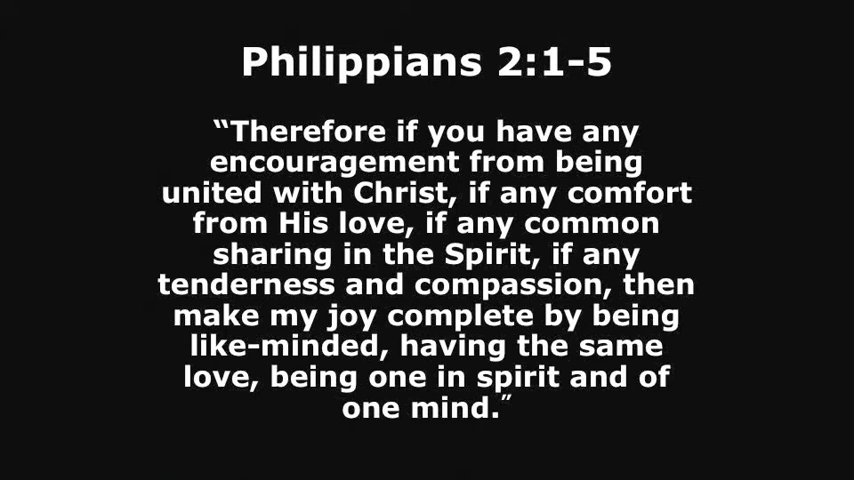 Philippians 2:1-5
“Therefore if you have any
encouragement from being
united with Christ, if any comfort
from His love, if any common
sharing in the Spirit, if any
tenderness and compassion, then
make my joy complete by being
like-minded, having the same
love, being one in spirit and of
one mind.”